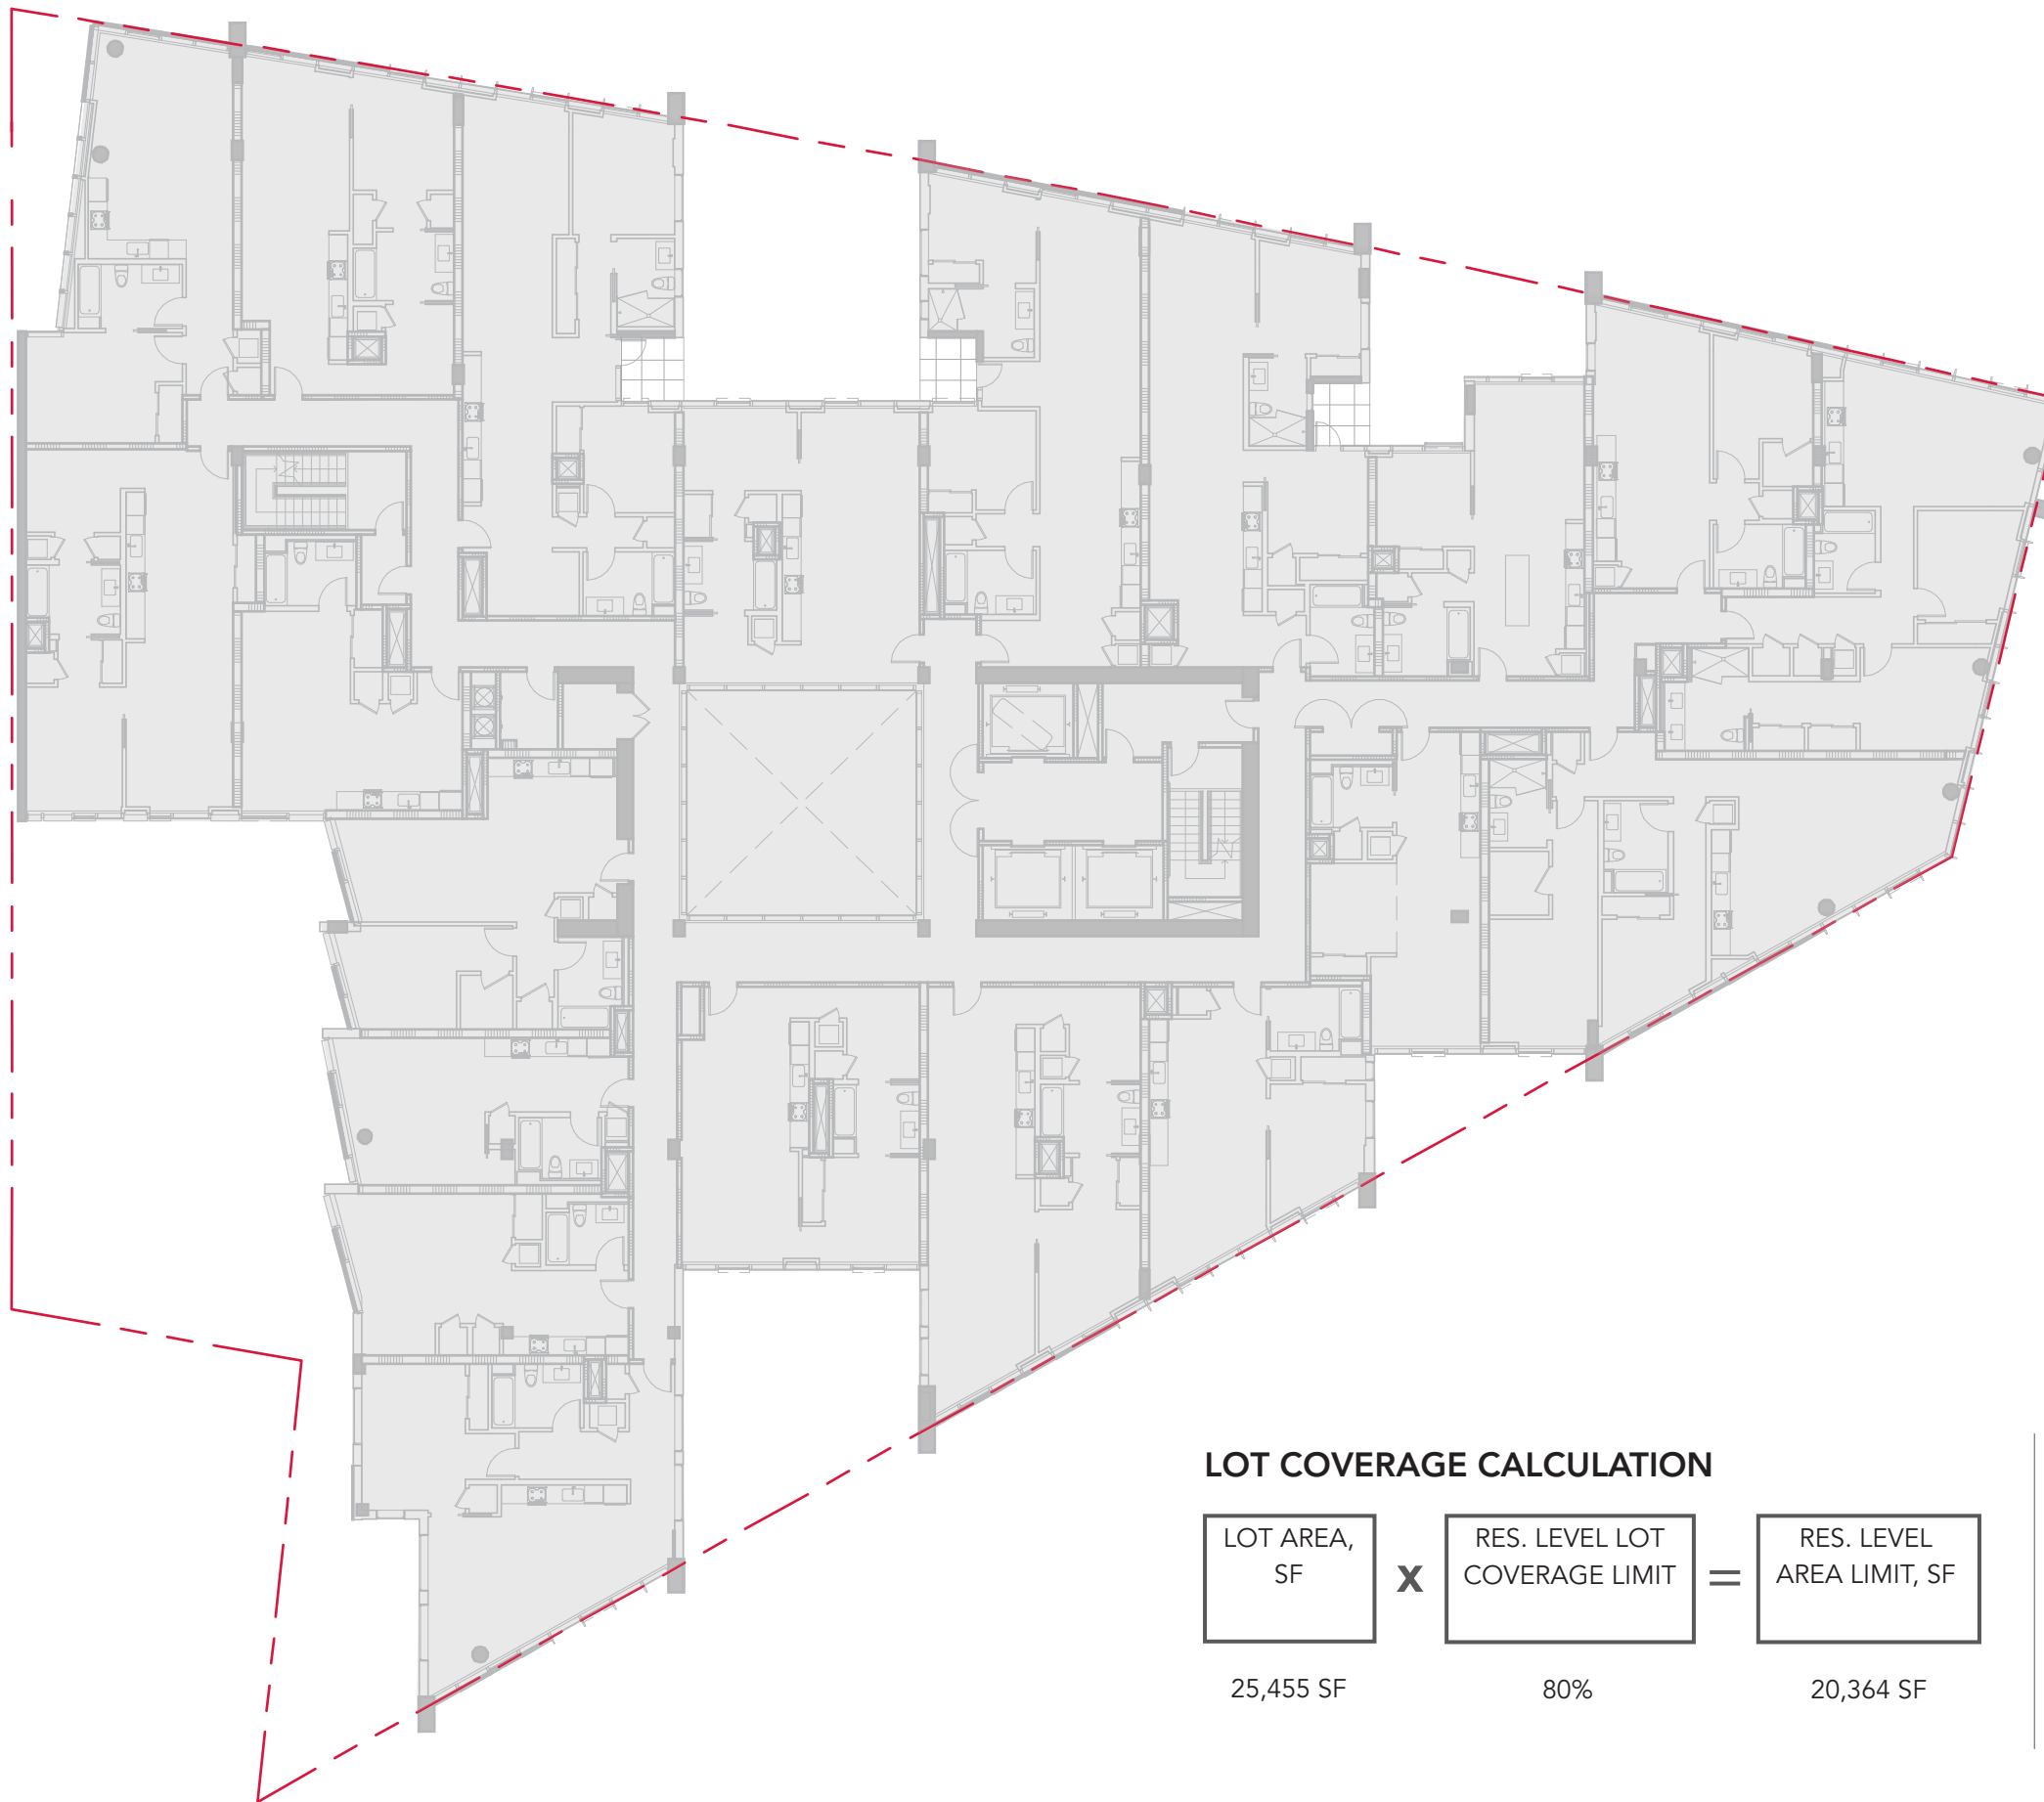 LOT COVERAGE CALCULATION
LOT AREA,
SF
x
RES. LEVEL LOT
COVERAGE LIMIT
=
RES. LEVEL
AREA LIMIT, SF
25,455 SF
80%
20,364 SF